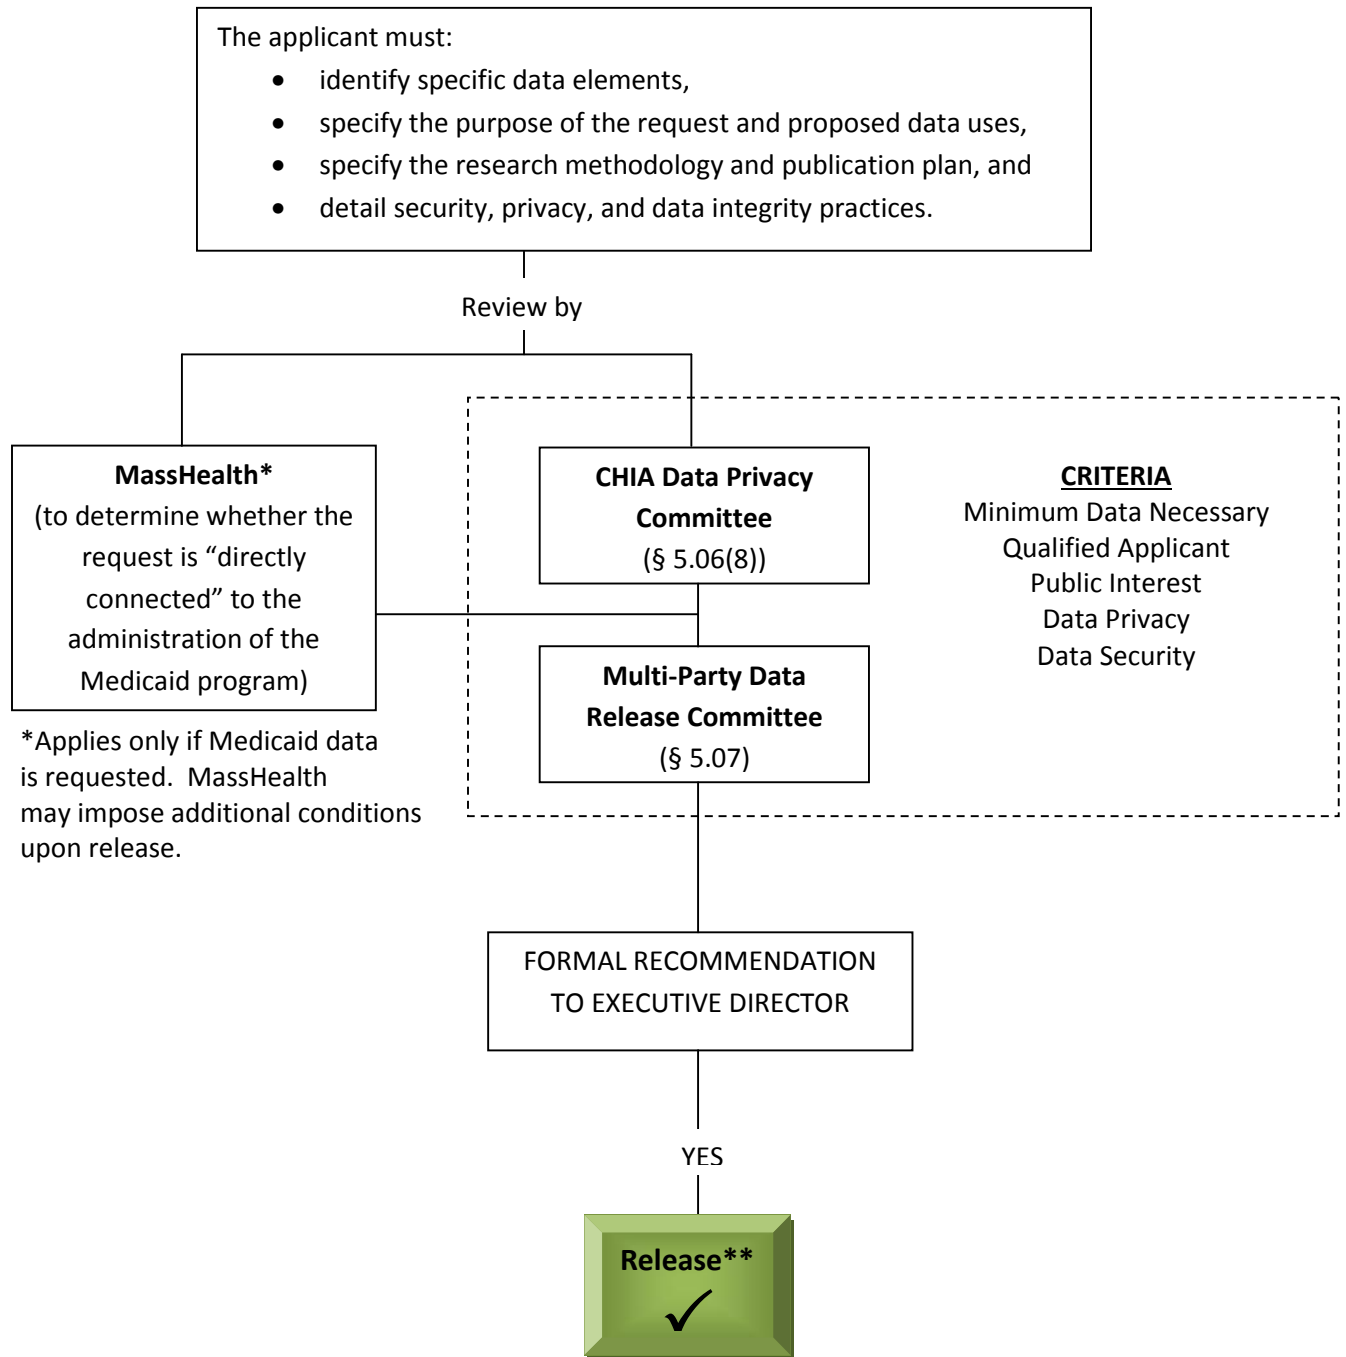 The applicant must:
• identify specific data elements,
• specify the purpose of the request and proposed data uses,
• specify the research methodology and publication plan, and
• detail security, privacy, and data integrity practices.
Review by
MassHealth*
(to determine whether the
request is “directly
connected” to the
administration of the
Medicaid program)
*Applies only if Medicaid data
is requested. MassHealth
may impose additional conditions
upon release.
CHIA Data Privacy
Committee
(§ 5.06(8))
Multi-Party Data
Release Committee
(§ 5.07)
CRITERIA
Minimum Data Necessary
Qualified Applicant
Public Interest
Data Privacy
Data Security
FORMAL RECOMMENDATION
TO EXECUTIVE DIRECTOR
YES
Release**
✓